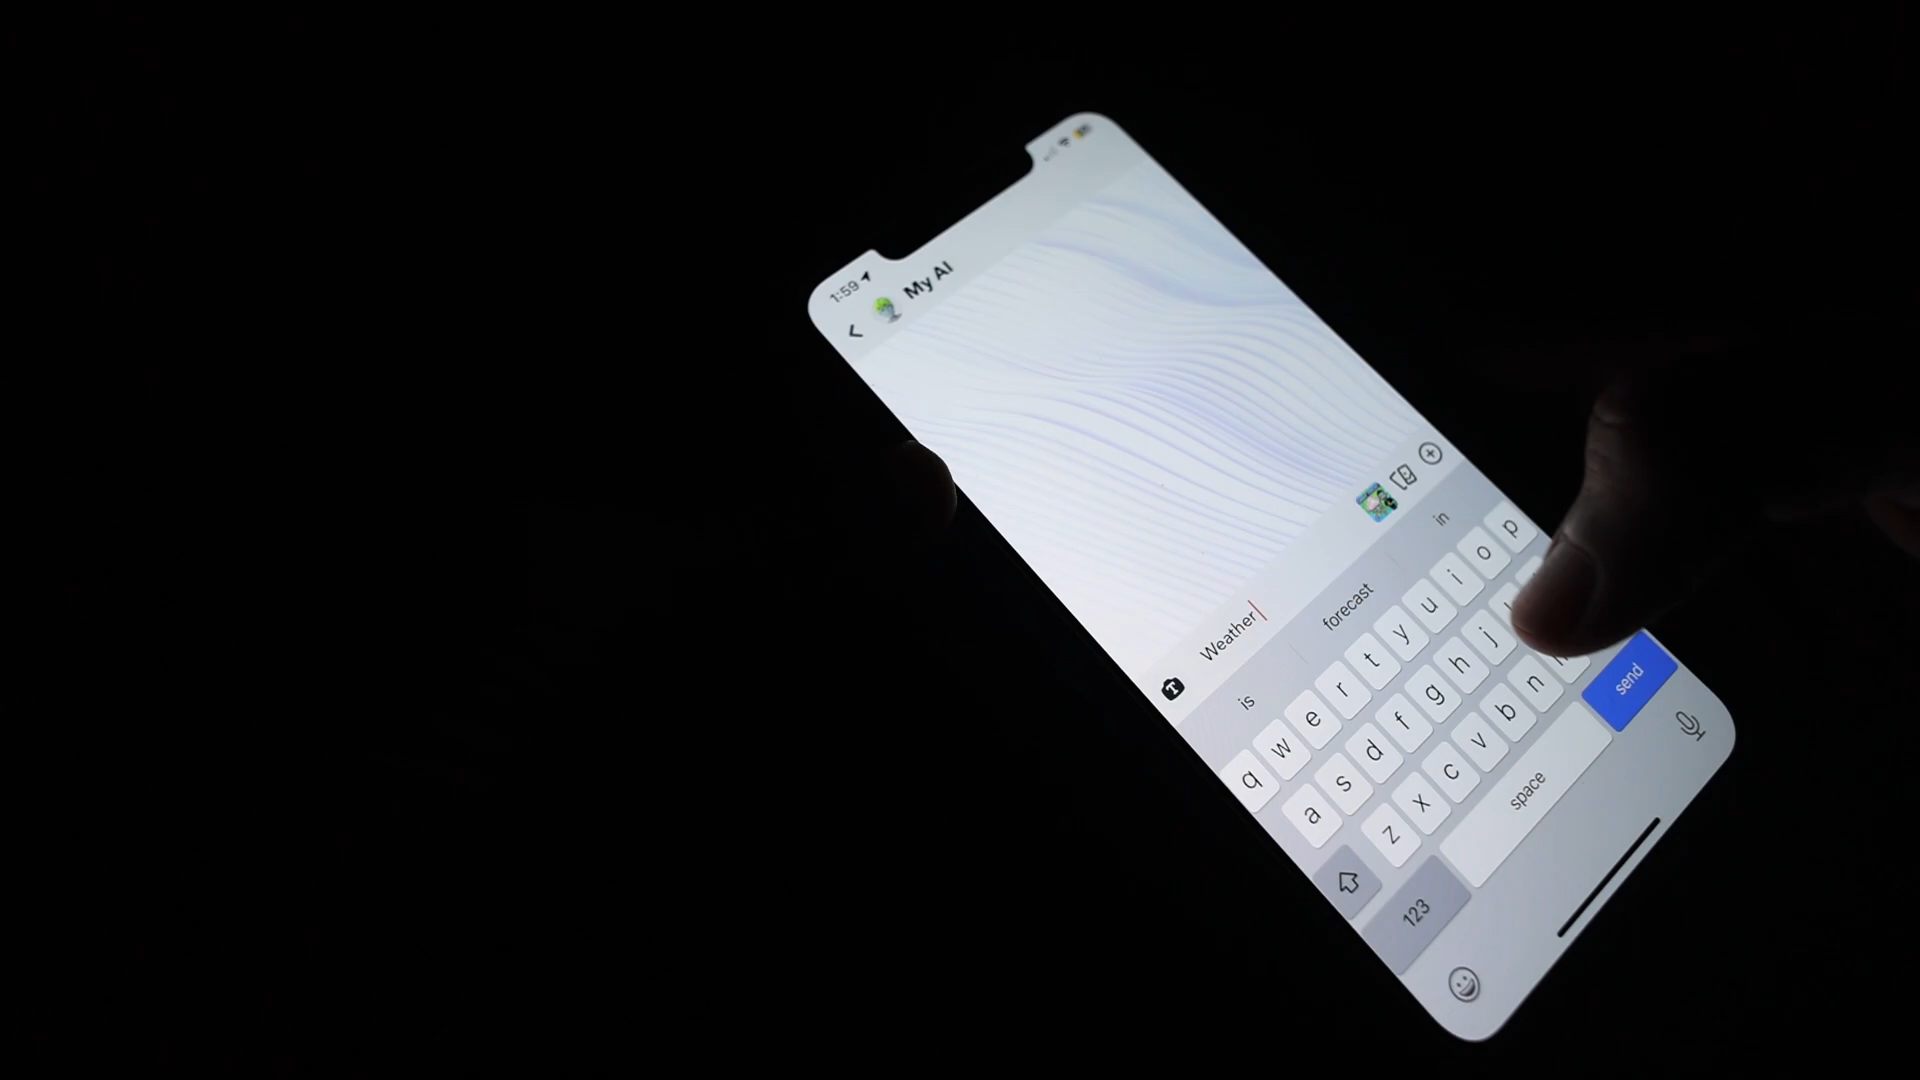 1:59
My AI
Weather
is forecast in
q w e r t y u i o p
a s d f g h j
z x c v b n
123 space send